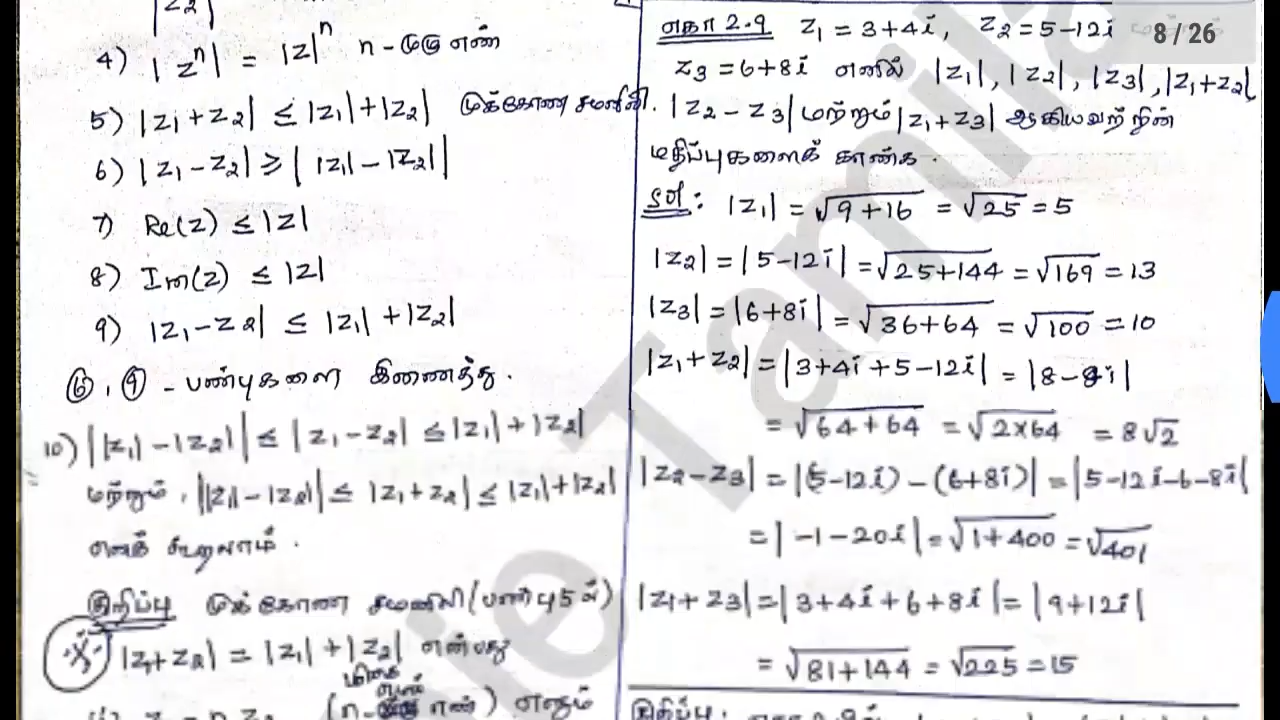 |z₂|
4) |zⁿ| = |z|ⁿ n-முழு எண்
5) |z₁ + z₂| ≤ |z₁| + |z₂| முக்கோண சமனிலி.
6) |z₁ - z₂| ≥ | |z₁| - |z₂| |
7) Re(z) ≤ |z|
8) Im(z) ≤ |z|
9) |z₁ - z₂| ≤ |z₁| + |z₂|
⑥, ⑨ - பண்புகளை இணைத்து.
10) ||z₁| - |z₂|| ≤ |z₁ - z₂| ≤ |z₁| + |z₂|
மற்றும், ||z₁| - |z₂|| ≤ |z₁ + z₂| ≤ |z₁| + |z₂|
எனக் கூறலாம்.
குறிப்பு முக்கோண சமனிலி (பண்பு 5 ல்)
|z₁ + z₂| = |z₁| + |z₂| என்பது
மிகை
எண்) எனும்
எகா 2.9 z₁ = 3+4i, z₂ = 5-12i
8 / 26
z₃ = 6+8i எனில் |z₁|, |z₂|, |z₃|, |z₁+z₂|,
|z₂ - z₃| மற்றும் |z₁+z₃| ஆகியவற்றின்
மதிப்புகளைக் காண்க.
Sol: |z₁| = √9+16 = √25 = 5
|z₂| = |5-12i| = √25+144 = √169 = 13
|z₃| = |6+8i| = √36+64 = √100 = 10
|z₁+z₂| = |3+4i+5-12i| = |8-8i|
= √64+64 = √2×64 = 8√2
|z₂-z₃| = |(5-12i) - (6+8i)| = |5-12i-6-8i|
= |-1-20i| = √1+400 = √401
|z₁+z₃| = |3+4i+6+8i| = |9+12i|
= √81+144 = √225 = 15
குறிப்பு: